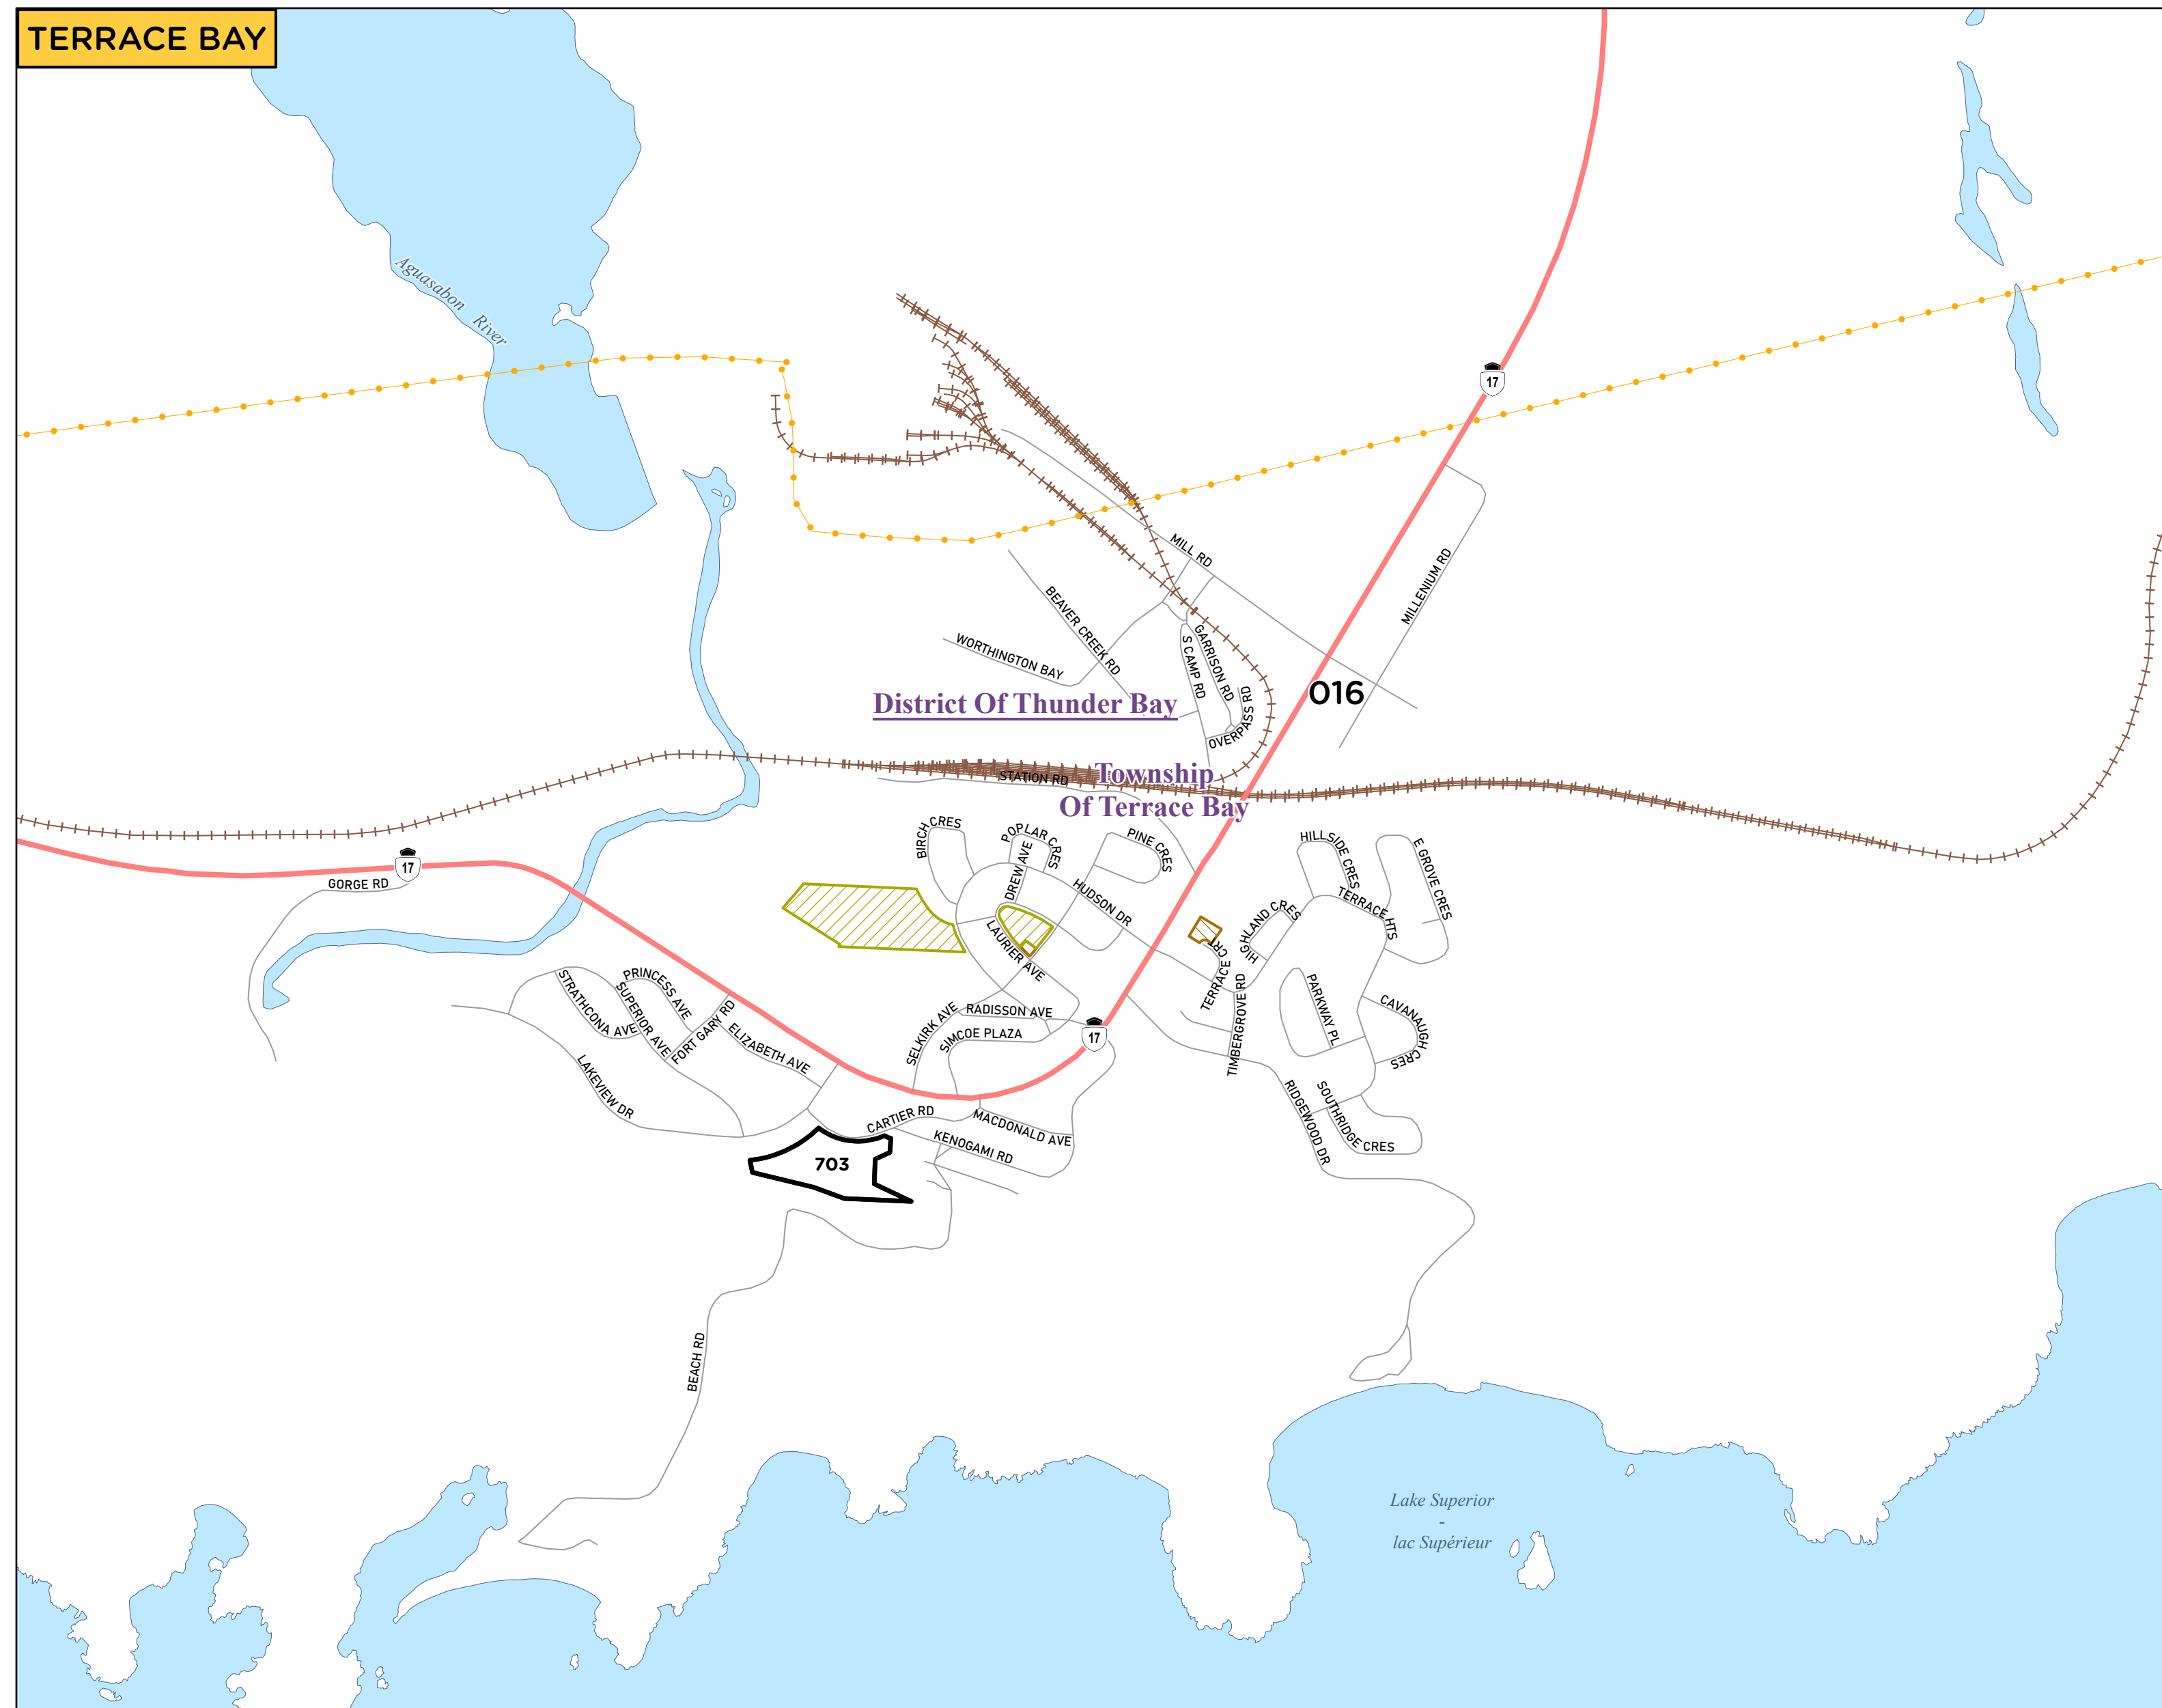 TERRACE BAY
Aguasabon River
17
MILL RD
MILLENIUM RD
BEAVER CREEK RD
WORTHINGTON BAY
GARRISON RD
S CAMP RD
OVERPASS RD
016
District Of Thunder Bay
STATION RD
Township
Of Terrace Bay
17
GORGE RD
BIRCH CRES
POPLAR CRES
DREW AVE
PINE CRES
HUDSON DR
LAURIER AVE
HILLSIDE CRES
E GROVE CRES
TERRACE HTS
HIGHLAND CRES
TERRACE CRT
TIMBERGROVE RD
PARKWAY PL
CAVANAUGH CRES
STRATHCONA AVE
PRINCESS AVE
SUPERIOR AVE
FORT GARY RD
ELIZABETH AVE
LAKEVIEW DR
SELKIRK AVE
RADISSON AVE
SIMCOE PLAZA
17
CARTIER RD
MACDONALD AVE
KENOGAMI RD
RIDGEWOOD DR
SOUTHRIDGE CRES
703
BEACH RD
Lake Superior
-
lac Supérieur